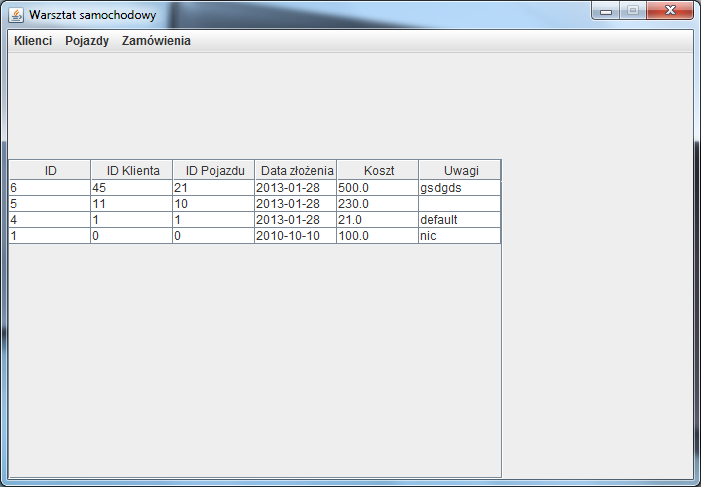 Warsztat samochodowy
Klienci Pojazdy Zamówienia
ID ID Klienta ID Pojazdu Data złożenia Koszt Uwagi
6 45 21 2013-01-28 500.0 gsdgds
5 11 10 2013-01-28 230.0
4 1 1 2013-01-28 21.0 default
1 0 0 2010-10-10 100.0 nic